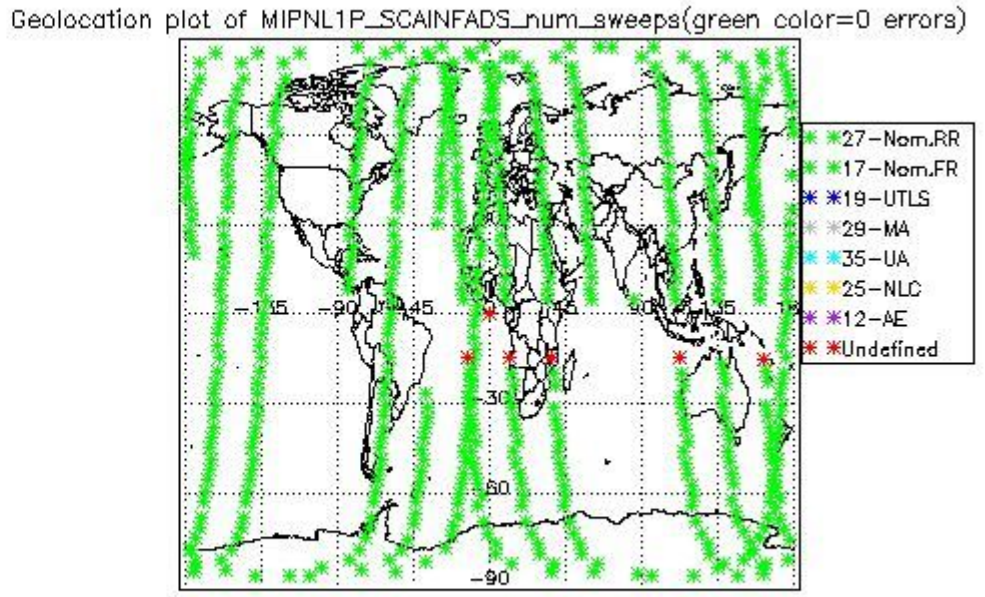 Geolocation plot of MIPNL1P_SCAINFADS_num_sweeps(green color=0 errors)
27-Nom.RR
17-Nom.FR
19-UTLS
29-MA
35-UA
25-NLC
12-AE
Undefined
-135 -90 -45 45 90 135
-30
-60
-90